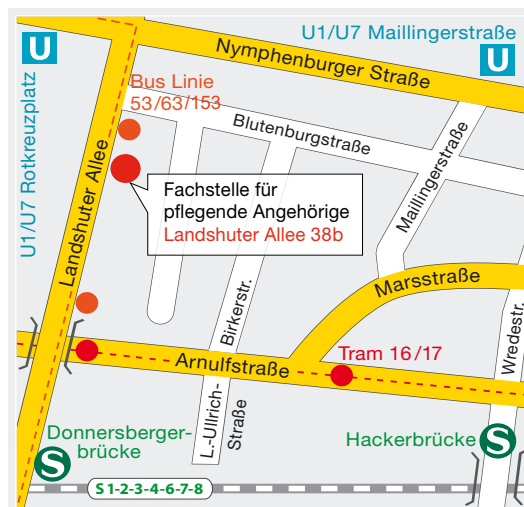 U1/U7 Maillingerstraße
U
U
Nymphenburger Straße
U1/U7 Rotkreuzplatz
Bus Linie
53/63/153
Blutenburgstraße
Maillingerstraße
Landshuter Allee
Fachstelle für
pflegende Angehörige
Landshuter Allee 38b
Marsstraße
Birkerstr.
Wredestr.
Tram 16/17
Arnulfstraße
L.-Ullrich-
Straße
Donnersberger-
brücke
S
Hackerbrücke
S
S 1-2-3-4-6-7-8